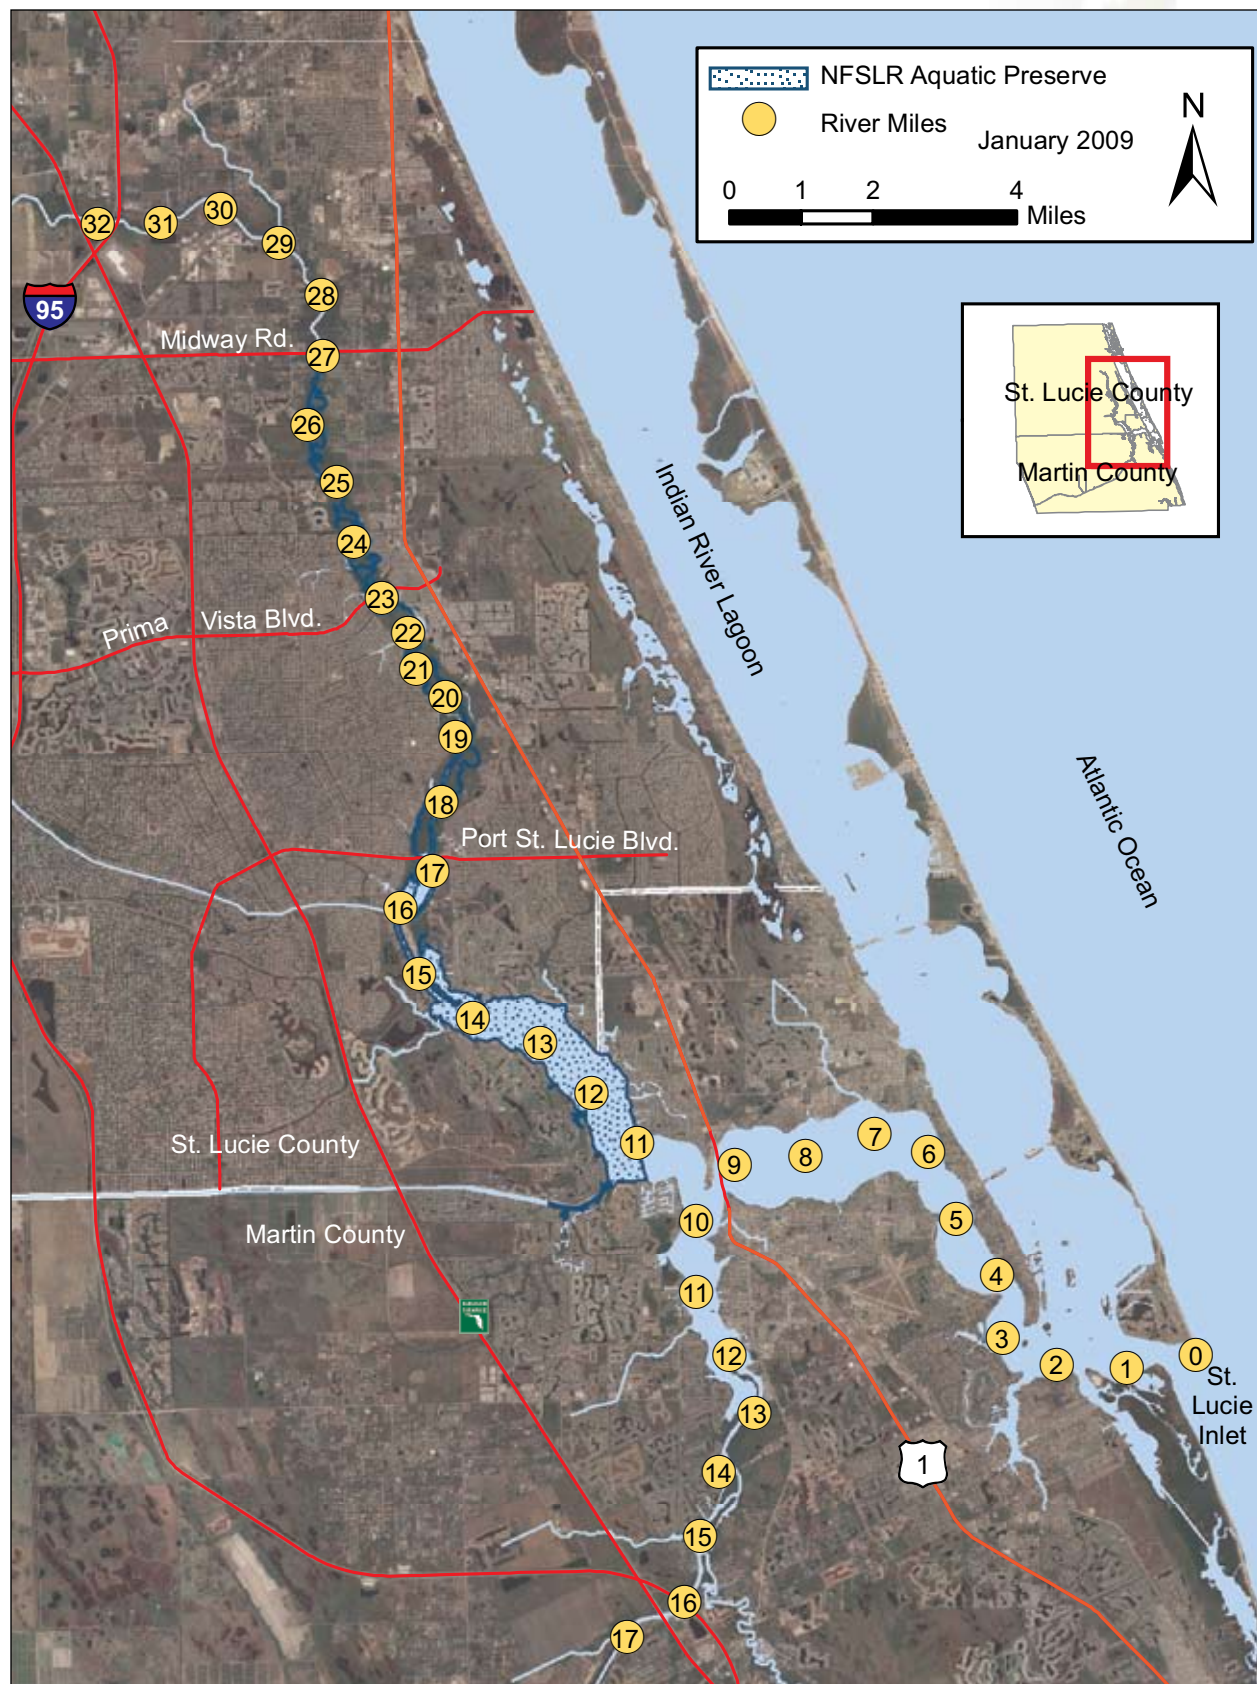 NFSLR Aquatic Preserve
River Miles
January 2009
N
0 1 2 4
Miles
St. Lucie County
Martin County
32
31
30
29
28
95
Midway Rd.
27
26
25
24
23
Prima Vista Blvd.
22
21
20
19
18
Port St. Lucie Blvd.
17
16
15
14
13
12
11
Indian River Lagoon
Atlantic Ocean
St. Lucie County
Martin County
9
8
7
6
10
5
4
11
3
2
1
0
St.
Lucie
Inlet
12
13
14
1
15
16
17